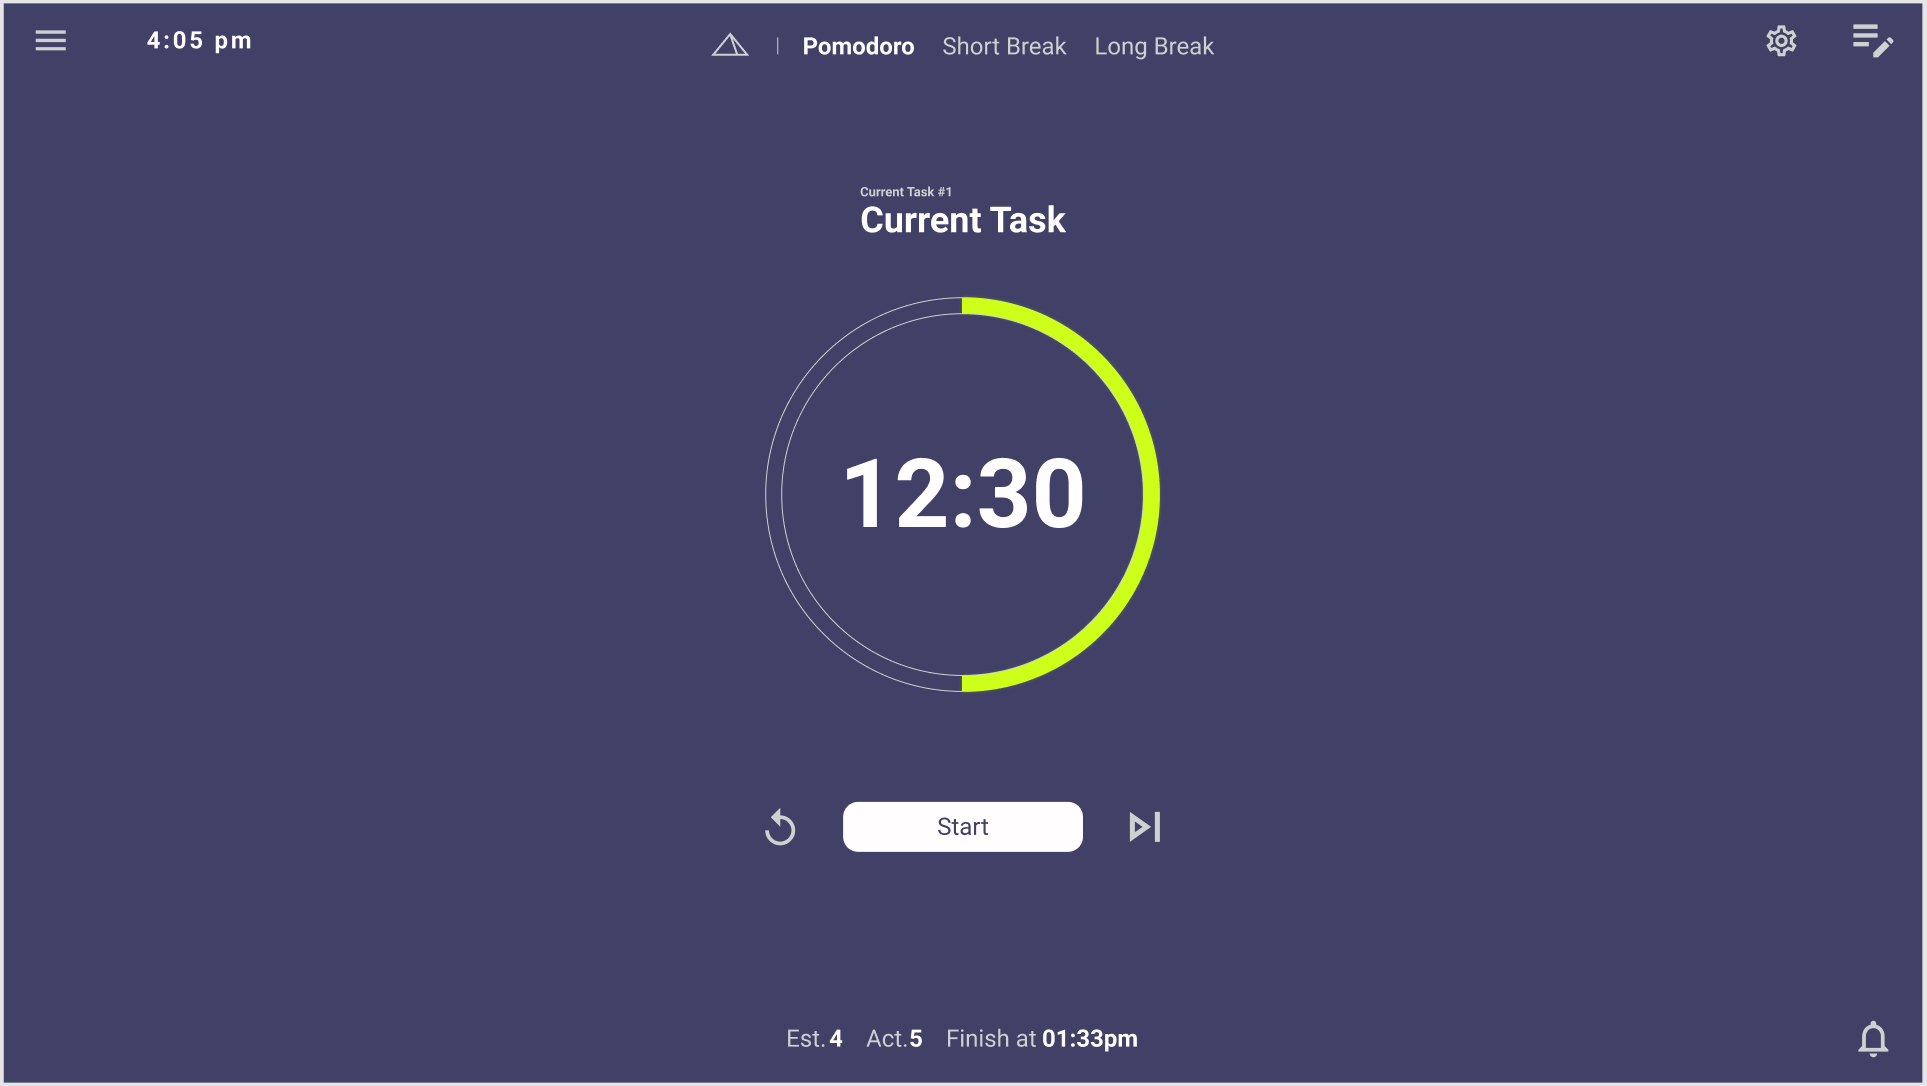 4:05 pm
Pomodoro Short Break Long Break
Current Task #1
Current Task
12:30
Start
Est. 4 Act. 5 Finish at 01:33pm